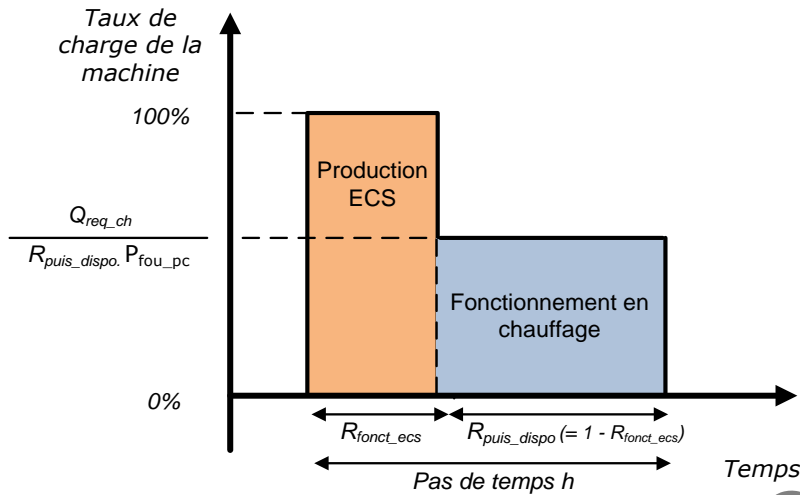 Taux de
charge de la
machine
100%
Production
ECS
Q_req_ch
R_puis_dispo. P_fou_pc
Fonctionnement en
chauffage
0%
R_fonct_ecs
R_puis_dispo (= 1 - R_fonct_ecs)
Pas de temps h
Temps